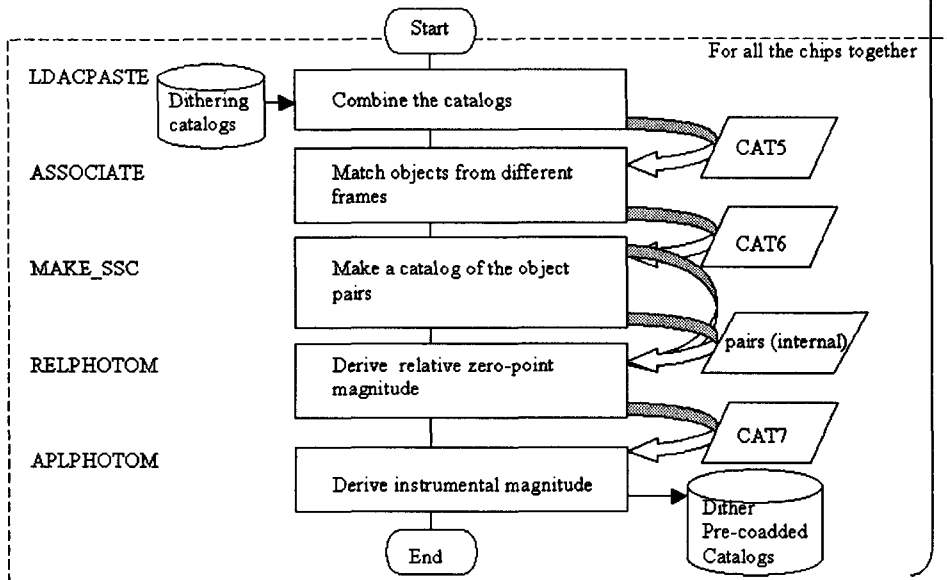 Start
For all the chips together
LDACPASTE
Dithering
catalogs
Combine the catalogs
CAT5
ASSOCIATE
Match objects from different
frames
CAT6
MAKE_SSC
Make a catalog of the object
pairs
pairs (internal)
RELPHOTOM
Derive relative zero-point
magnitude
CAT7
APLPHOTOM
Derive instrumental magnitude
Dither
Pre-coadded
Catalogs
End